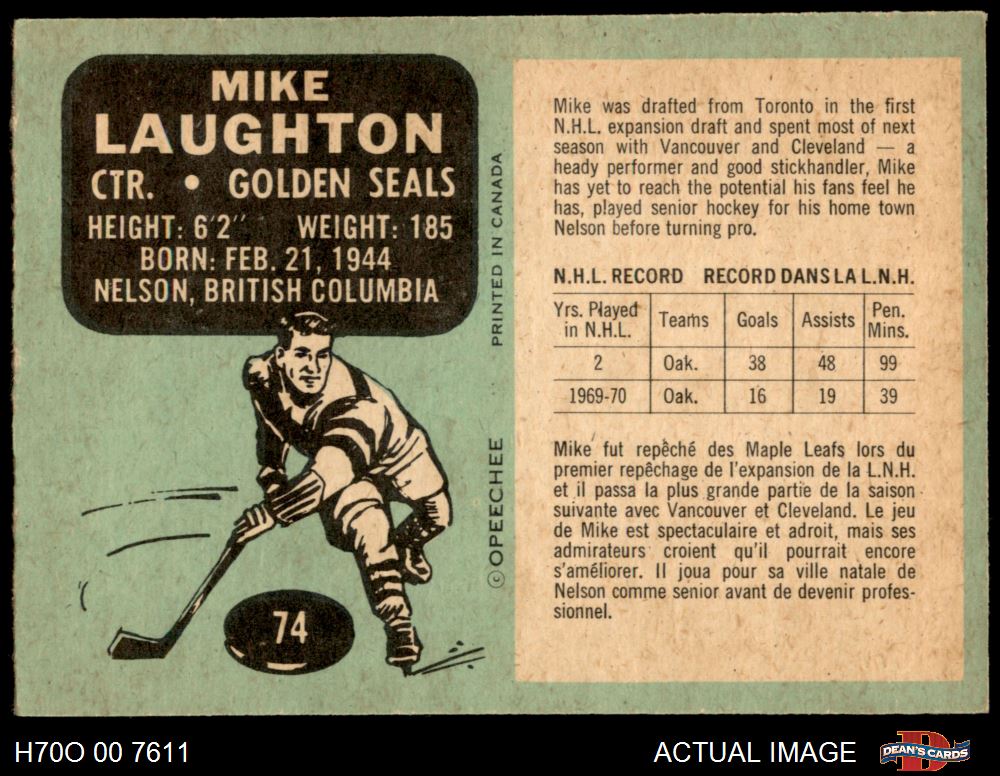 MIKE
LAUGHTON
CTR. • GOLDEN SEALS
HEIGHT: 6'2" WEIGHT: 185
BORN: FEB. 21, 1944
NELSON, BRITISH COLUMBIA
74
PRINTED IN CANADA
© OPEECHEE
Mike was drafted from Toronto in the first
N.H.L. expansion draft and spent most of next
season with Vancouver and Cleveland — a
heady performer and good stickhandler, Mike
has yet to reach the potential his fans feel he
has, played senior hockey for his home town
Nelson before turning pro.
N.H.L. RECORD RECORD DANS LA L.N.H.
Yrs. Played in N.H.L. Teams Goals Assists Pen. Mins.
2 Oak. 38 48 99
1969-70 Oak. 16 19 39
Mike fut repêché des Maple Leafs lors du
premier repêchage de l'expansion de la L.N.H.
et il passa la plus grande partie de la saison
suivante avec Vancouver et Cleveland. Le jeu
de Mike est spectaculaire et adroit, mais ses
admirateurs croient qu'il pourrait encore
s'améliorer. Il joua pour sa ville natale de
Nelson comme senior avant de devenir profes-
sionnel.
H70O 00 7611
ACTUAL IMAGE
DEAN'S CARDS